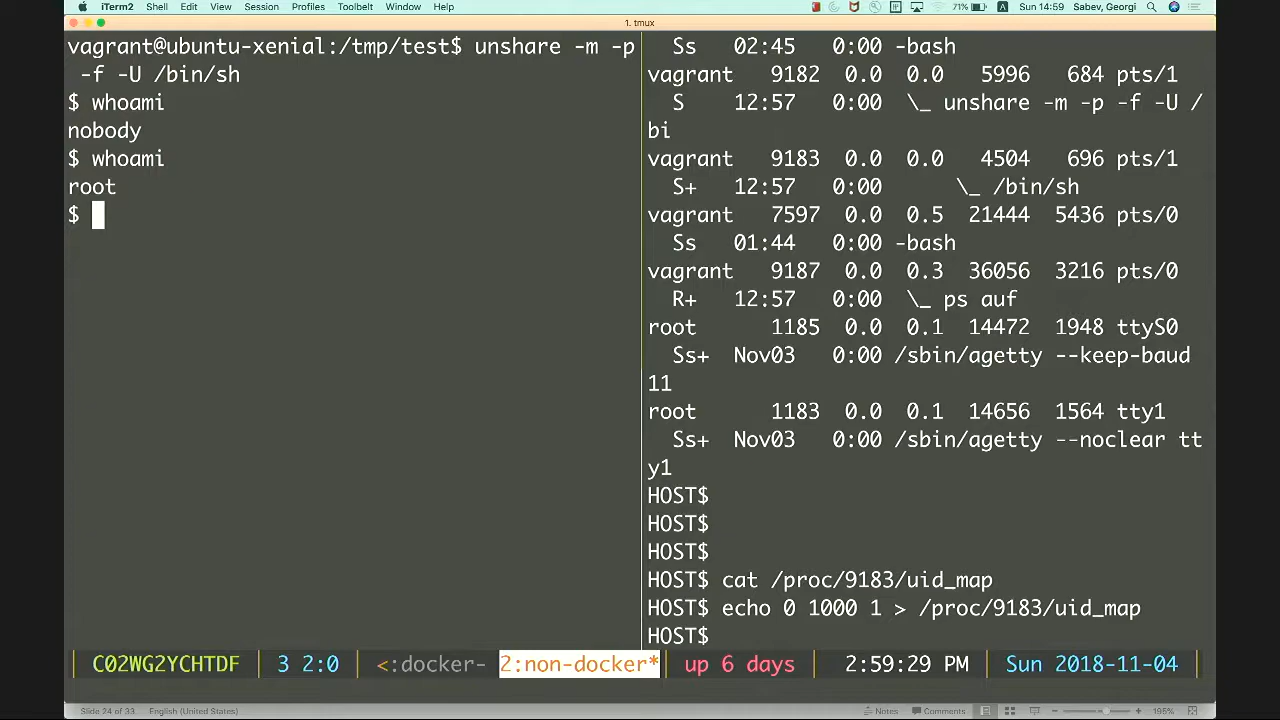 iTerm2 Shell Edit View Session Profiles Toolbelt Window Help 71% Sun 14:59 Sabev, Georgi
1. tmux
vagrant@ubuntu-xenial:/tmp/test$ unshare -m -p
-f -U /bin/sh
$ whoami
nobody
$ whoami
root
$
Ss 02:45 0:00 -bash
vagrant 9182 0.0 0.0 5996 684 pts/1
S 12:57 0:00 \_ unshare -m -p -f -U /
bi
vagrant 9183 0.0 0.0 4504 696 pts/1
S+ 12:57 0:00 \_ /bin/sh
vagrant 7597 0.0 0.5 21444 5436 pts/0
Ss 01:44 0:00 -bash
vagrant 9187 0.0 0.3 36056 3216 pts/0
R+ 12:57 0:00 \_ ps auf
root 1185 0.0 0.1 14472 1948 ttyS0
Ss+ Nov03 0:00 /sbin/agetty --keep-baud
11
root 1183 0.0 0.1 14656 1564 tty1
Ss+ Nov03 0:00 /sbin/agetty --noclear tt
y1
HOST$
HOST$
HOST$
HOST$ cat /proc/9183/uid_map
HOST$ echo 0 1000 1 > /proc/9183/uid_map
HOST$
C02WG2YCHTDF 3 2:0 <:docker- 2:non-docker* up 6 days 2:59:29 PM Sun 2018-11-04
Slide 24 of 33 English (United States) Notes Comments 195%